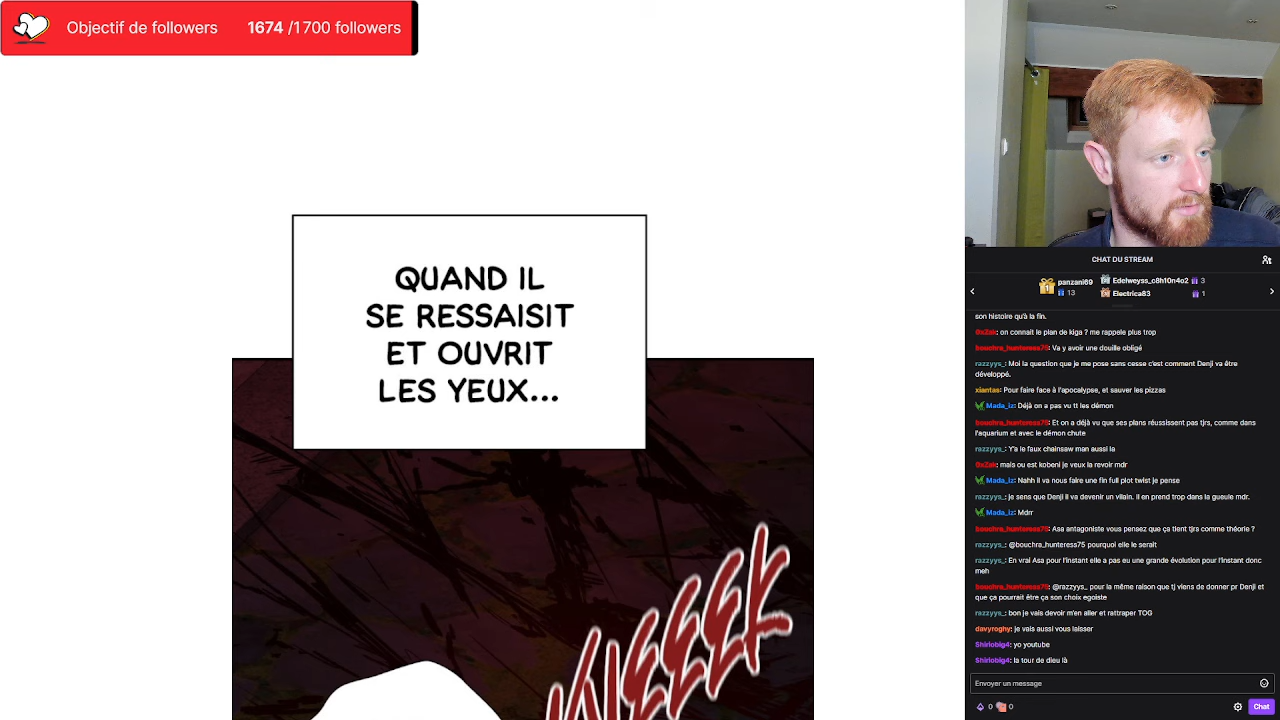 Objectif de followers 1674 /1700 followers
QUAND IL
SE RESSAISIT
ET OUVRIT
LES YEUX...
CHAT DU STREAM
panzani69
13
Edelweyss_c8h10n4o2 3
Electrica83 1
son histoire qu'à la fin.
: on connait le plan de kiga ? me rappele plus trop
bouchra_hunteress75: Va y avoir une douille obligé
razzyys_: Moi la question que je me pose sans cesse c'est comment Denji va être
développé.
xiantas: Pour faire face à l'apocalypse, et sauver les pizzas
Mada_iz: Déjà on a pas vu tt les démon
bouchra_hunteress75: Et on a déjà vu que ses plans réussissent pas tjrs, comme dans
l'aquarium et avec le démon chute
razzyys_: Y'a le faux chainsaw man aussi la
: mais ou est kobeni je veux la revoir mdr
Mada_iz: Nahh il va nous faire une fin full plot twist je pense
razzyys_: je sens que Denji il va devenir un vilain. Il en prend trop dans la gueule mdr.
Mada_iz: Mdrr
bouchra_hunteress75: Asa antagoniste vous pensez que ça tient tjrs comme théorie ?
razzyys_: @bouchra_hunteress75 pourquoi elle le serait
razzyys_: En vrai Asa pour l'instant elle a pas eu une grande évolution pour l'instant donc
meh
bouchra_hunteress75: @razzyys_ pour la même raison que tj viens de donner pr Denji et
que ça pourrait être ça son choix egoiste
razzyys_: bon je vais devoir m'en aller et rattraper TOG
davyroghy: je vais aussi vous laisser
Shiriobig4: yo youtube
Shiriobig4: la tour de dieu là
Envoyer un message
0 0
Chat